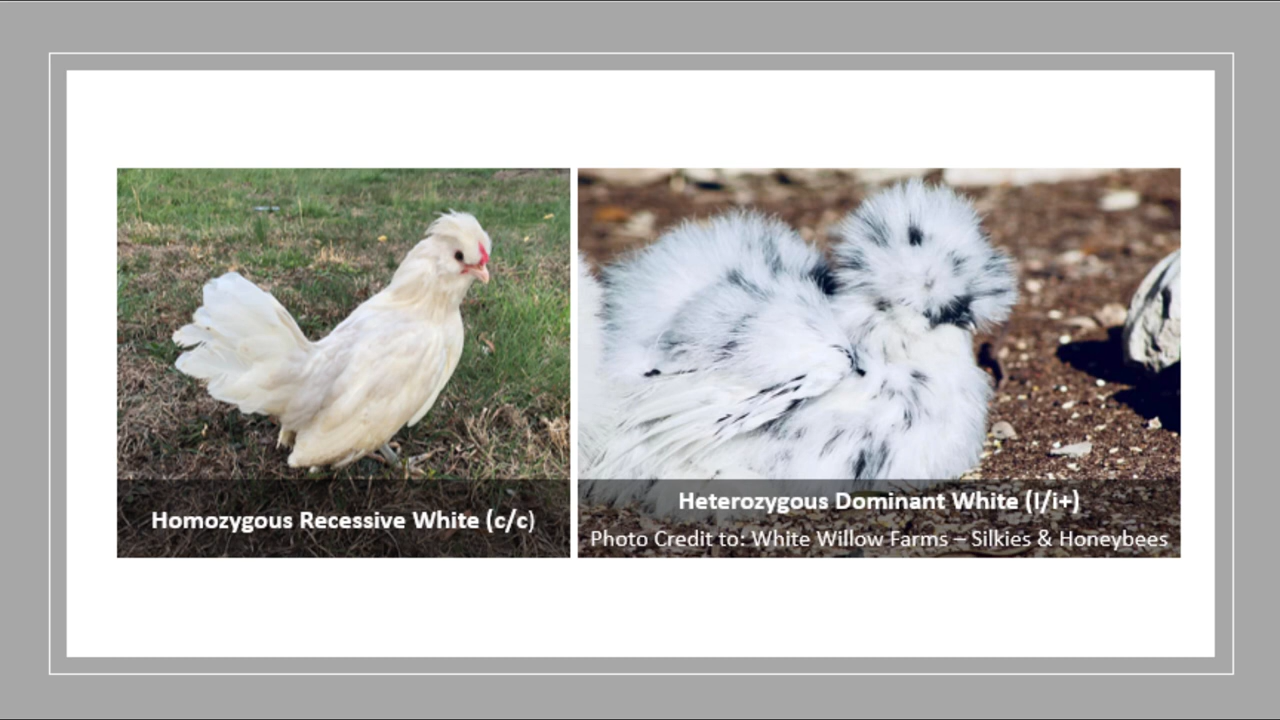 Homozygous Recessive White (c/c)
Heterozygous Dominant White (I/i+)
Photo Credit to: White Willow Farms – Silkies & Honeybees